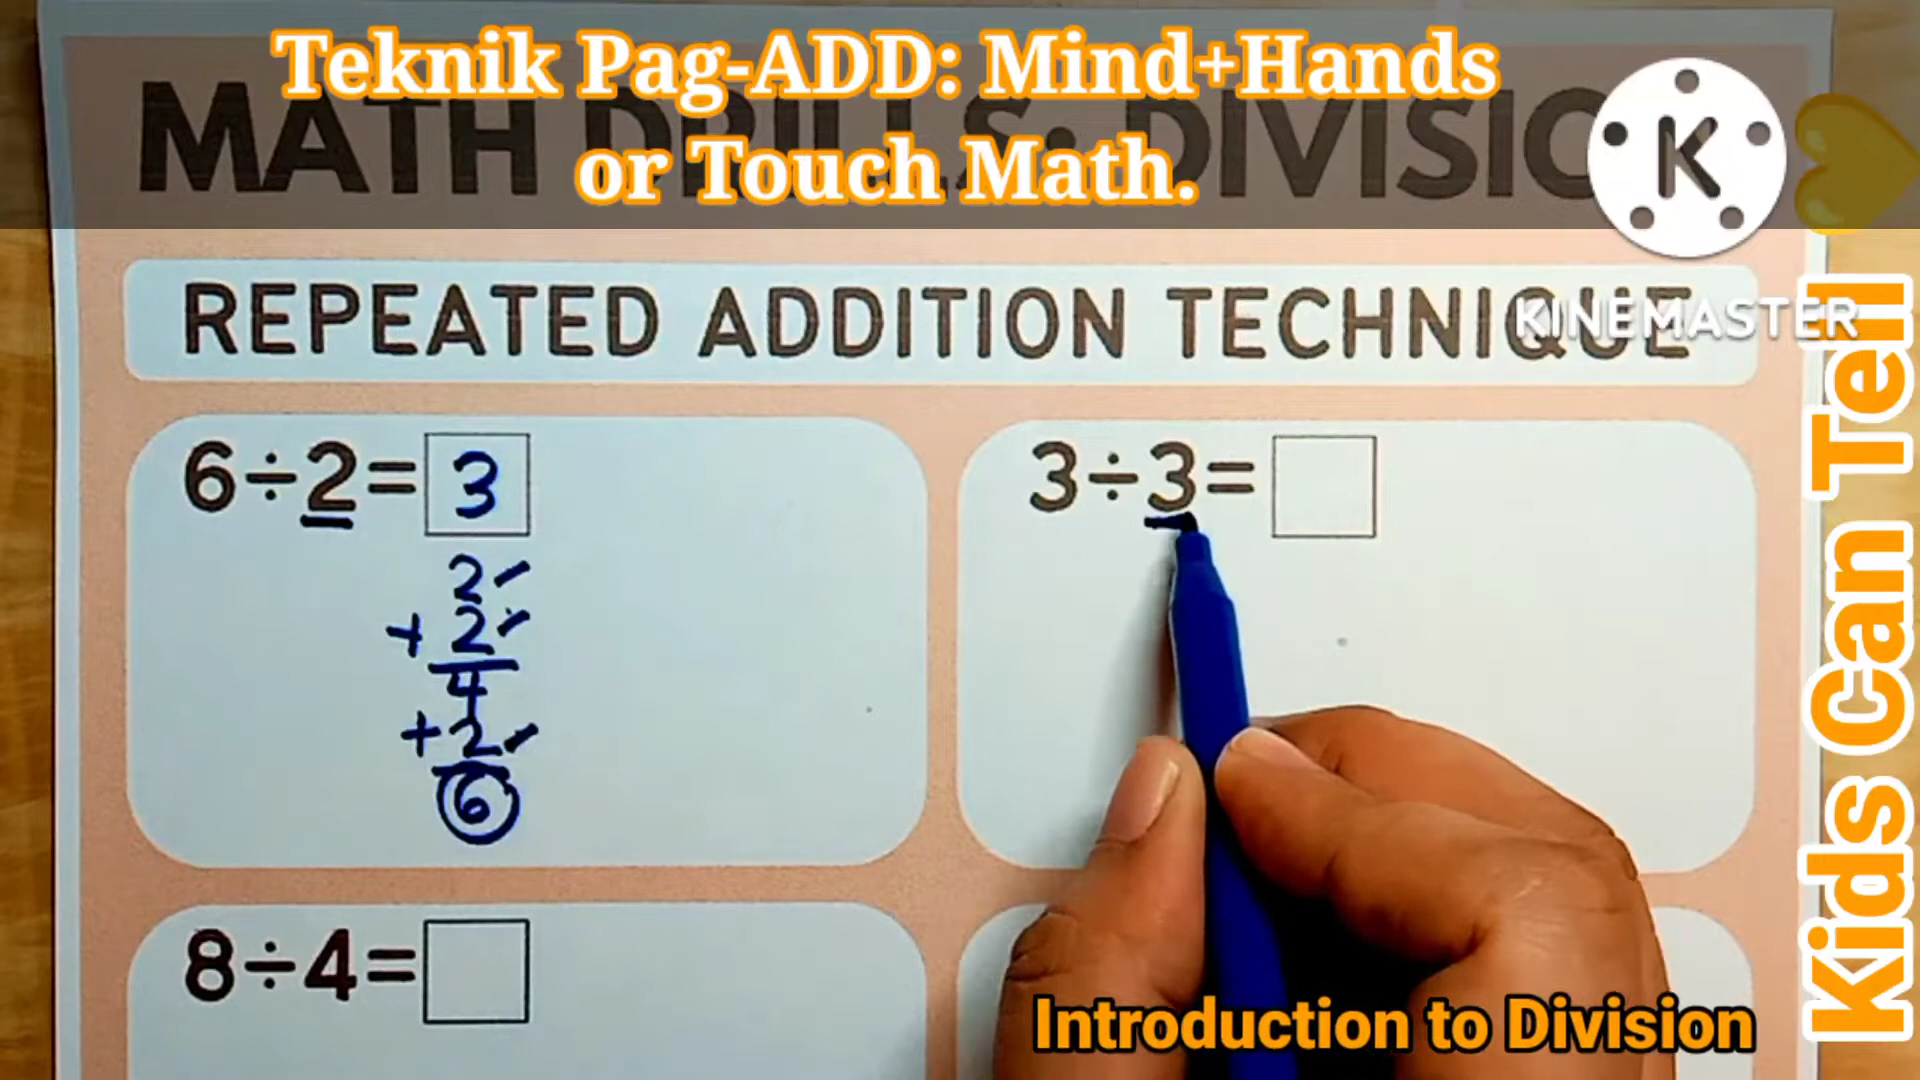 Teknik Pag-ADD: Mind+Hands
or Touch Math.
MATH DRILLS: DIVISIO
K
KINEMASTER
REPEATED ADDITION TECHNIQUE
6÷2=3
2
+2
4
+2
6
3÷3=
8÷4=
Introduction to Division
Kids Can Tell